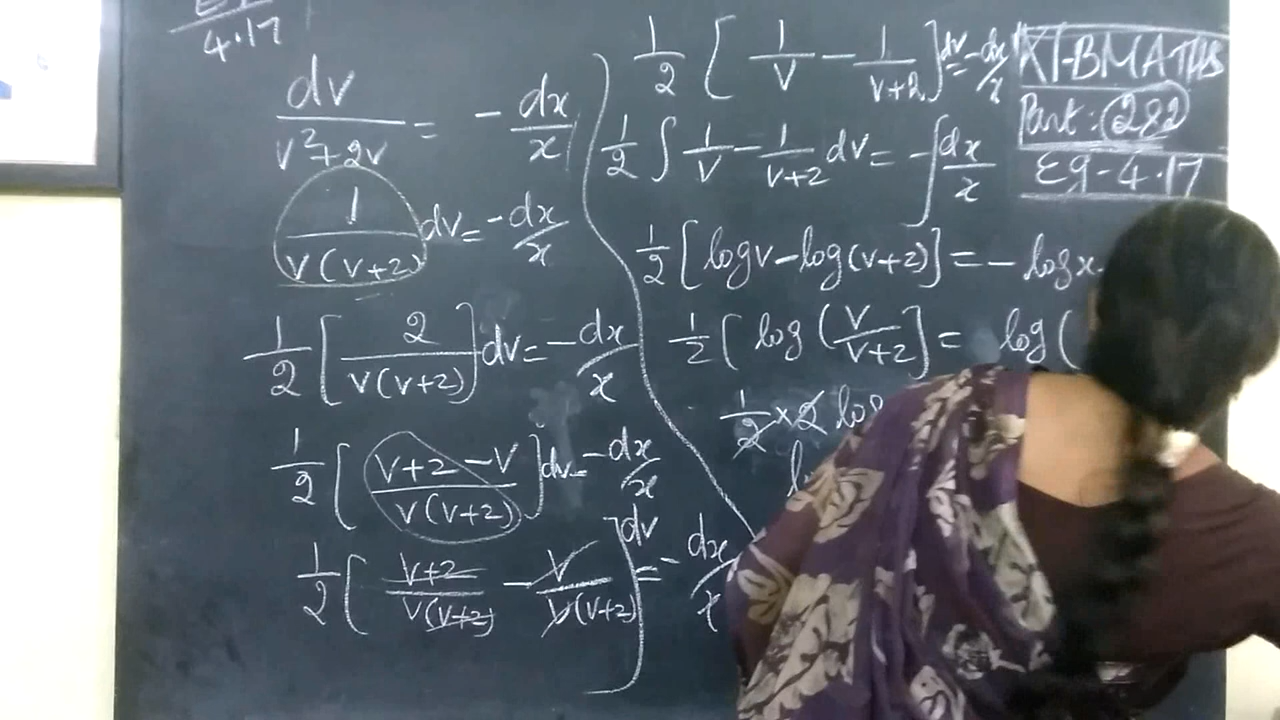 4.17
dv / v²+2v = - dx/x
1 / v(v+2) dv = - dx/x
1/2 [ 2 / v(v+2) ] dv = - dx/x
1/2 [ v+2-v / v(v+2) ] dv = - dx/x
1/2 [ v+2 / v(v+2) - v / v(v+2) ] dv = - dx/x
1/2 [ 1/v - 1/v+2 ] dv = - dx/x
1/2 ∫ 1/v - 1/v+2 dv = - ∫ dx/x
1/2 [ log v - log (v+2) ] = - log x
1/2 [ log ( v/v+2 ] = log (
1/2 × 2 log
XI-B MATHS
Part: 282
Eg-4.17